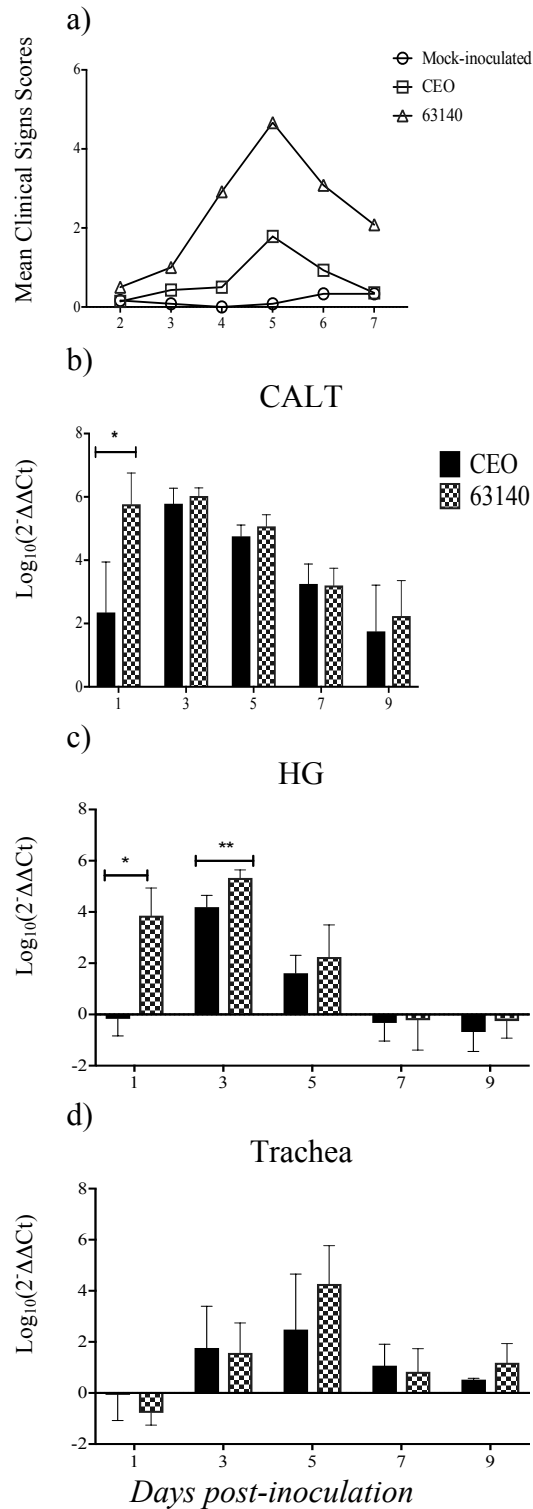 a)
Mock-inoculated
CEO
63140
Mean Clinical Signs Scores
6
4
2
0
2 3 4 5 6 7
b)
CALT
*
CEO
63140
Log10(2-ΔΔCt)
8
6
4
2
0
1 3 5 7 9
c)
HG
* **
Log10(2-ΔΔCt)
8
6
4
2
0
-2
1 3 5 7 9
d)
Trachea
Log10(2-ΔΔCt)
8
6
4
2
0
-2
1 3 5 7 9
Days post-inoculation